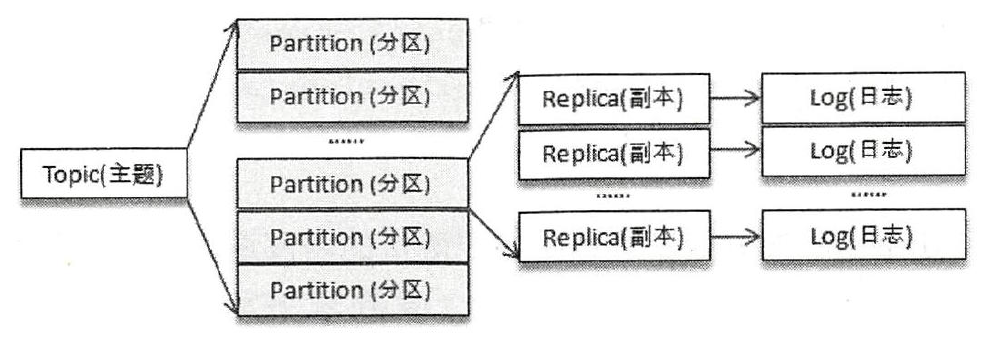 Topic(主题)
Partition (分区)
Partition (分区)
......
Partition (分区)
Partition (分区)
Partition (分区)
Replica(副本)
Replica(副本)
......
Replica(副本)
Log(日志)
Log(日志)
......
Log(日志)